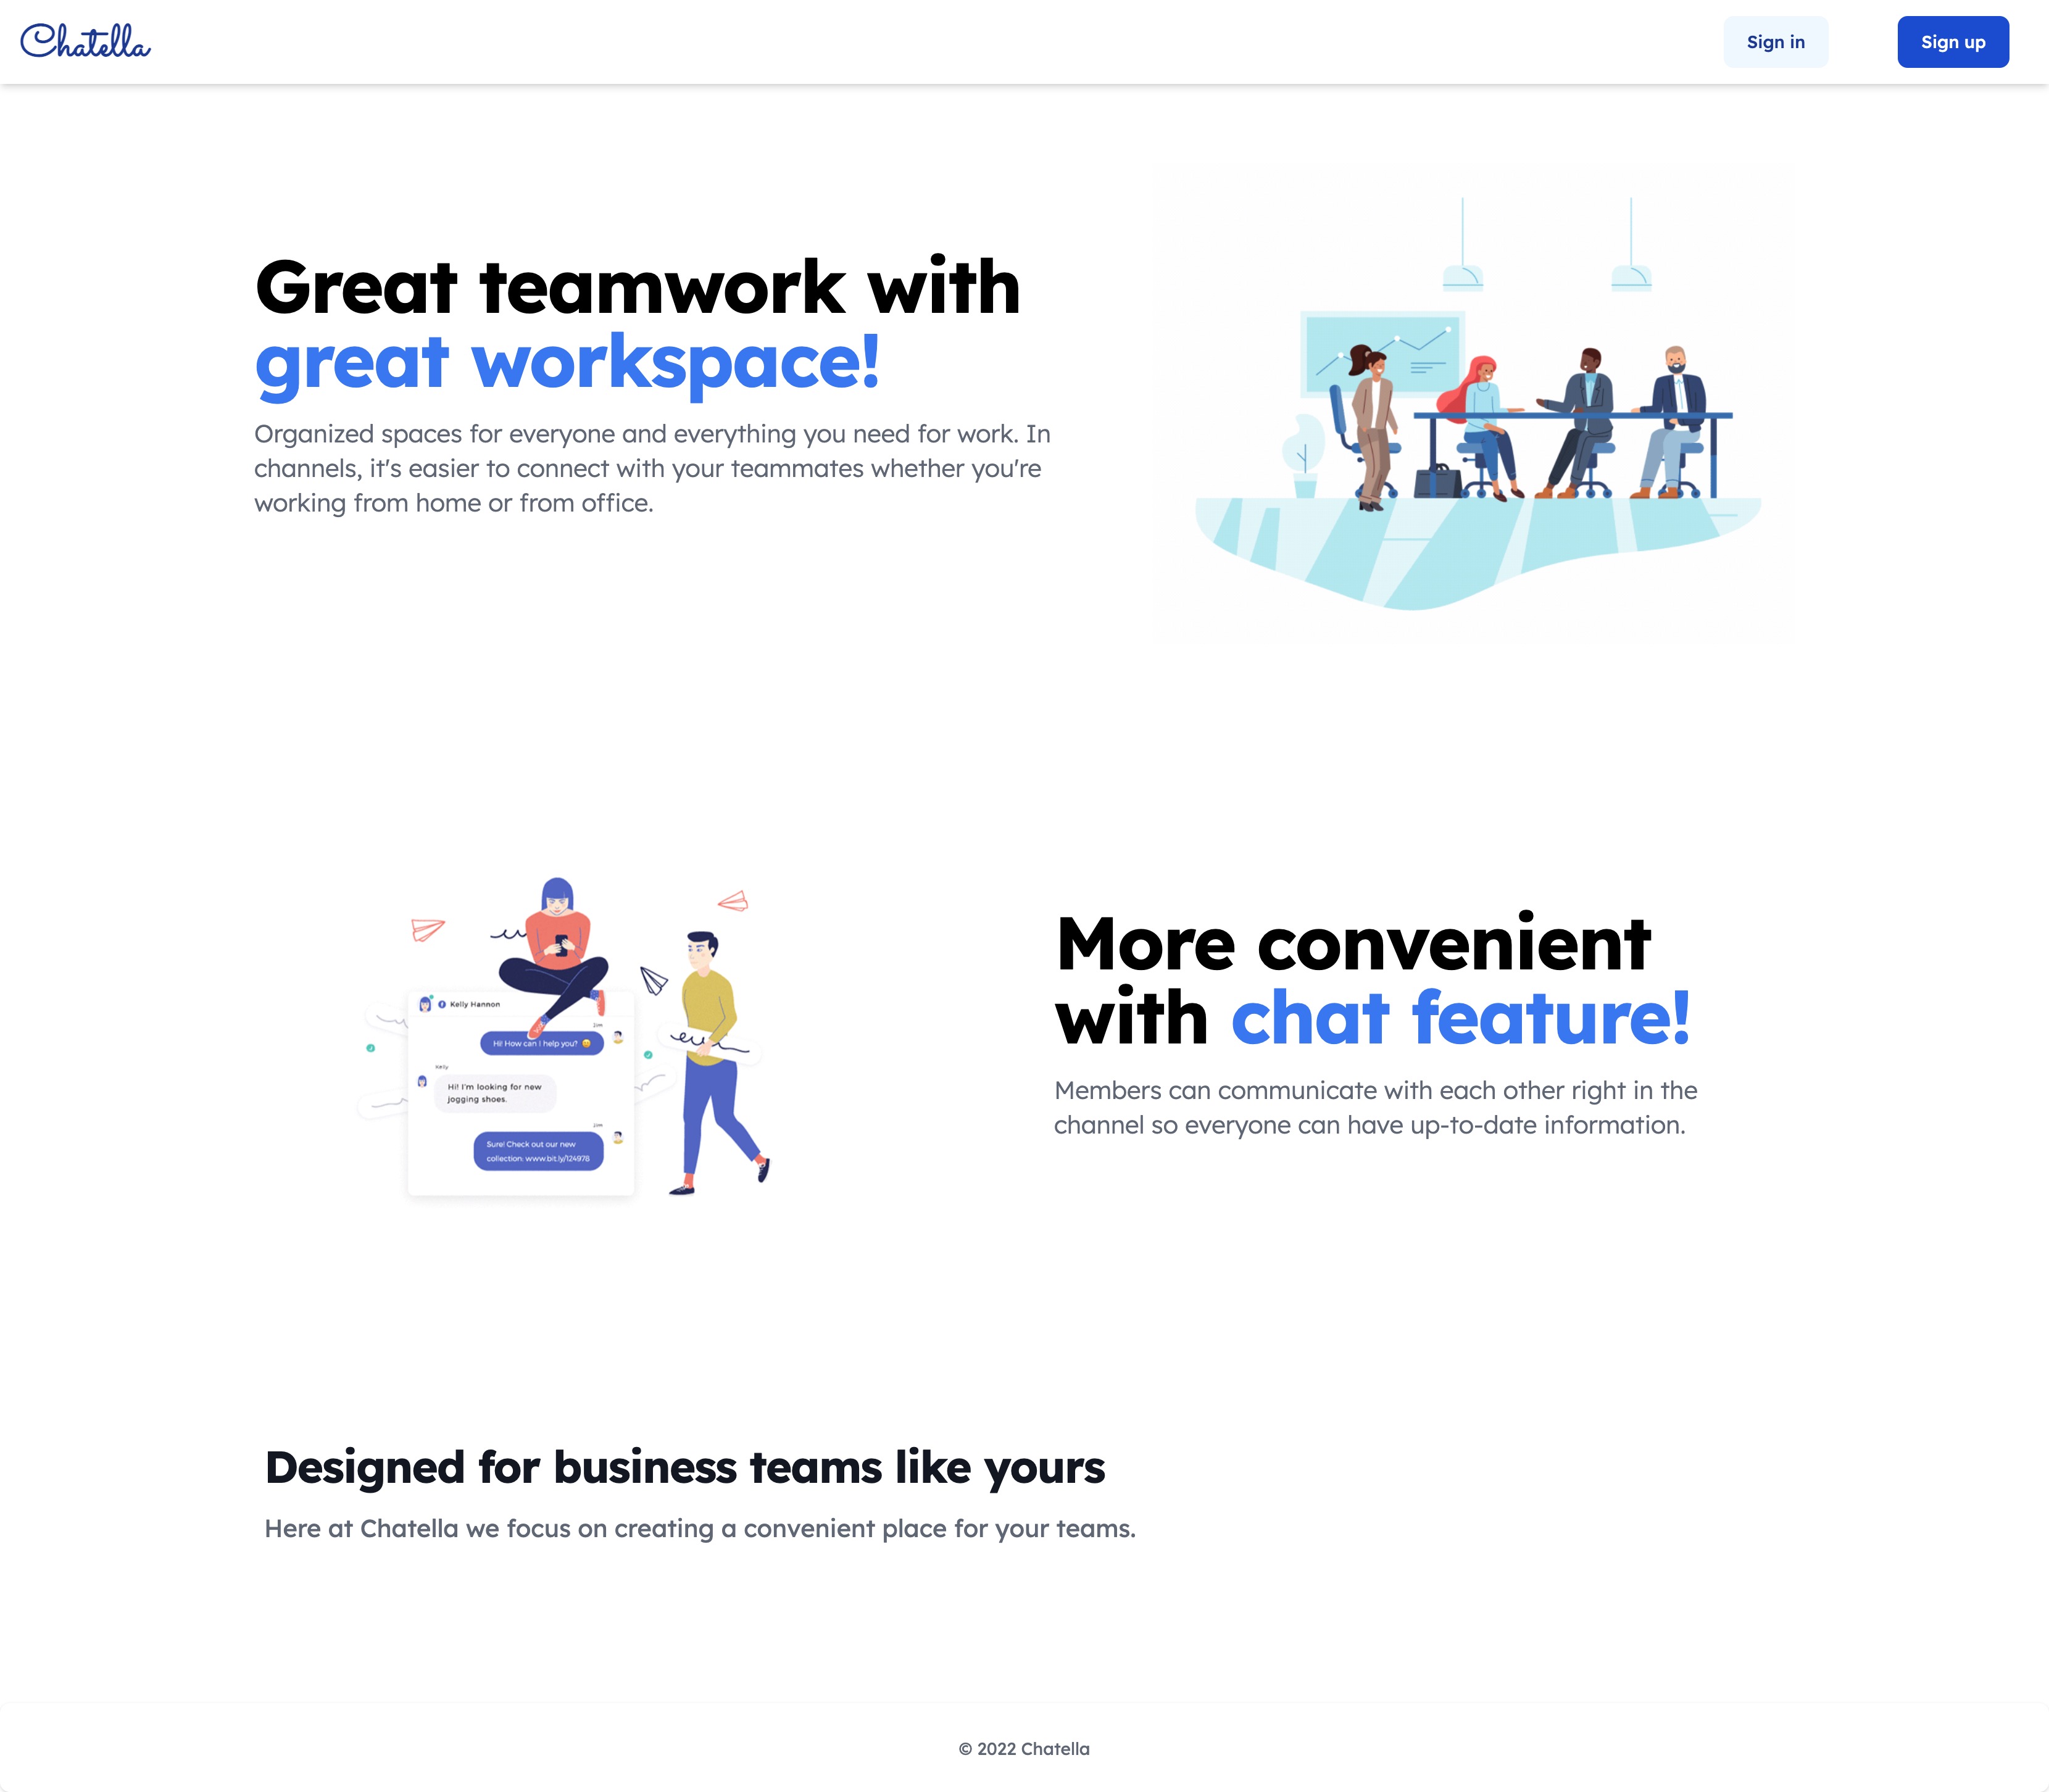 Chatella
Sign in
Sign up
Great teamwork with
great workspace!
Organized spaces for everyone and everything you need for work. In
channels, it's easier to connect with your teammates whether you're
working from home or from office.
Kelly Hannon
Jim
Hi! How can I help you?
Kelly
Hi! I'm looking for new
jogging shoes.
Jim
Sure! Check out our new
collection: www.bit.ly/124978
More convenient
with chat feature!
Members can communicate with each other right in the
channel so everyone can have up-to-date information.
Designed for business teams like yours
Here at Chatella we focus on creating a convenient place for your teams.
© 2022 Chatella